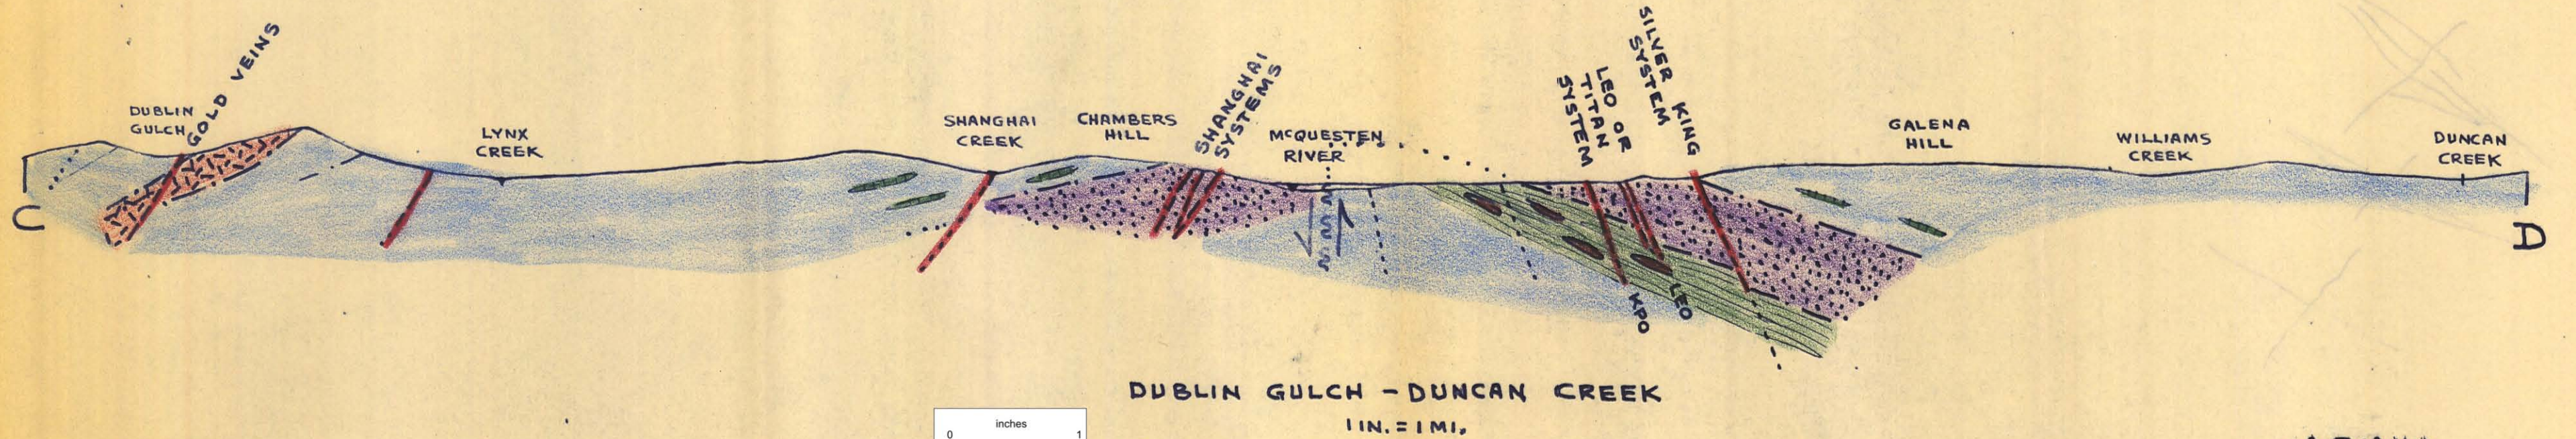 GOLD VEINS
DUBLIN
GULCH
LYNX
CREEK
SHANGHAI
CREEK
CHAMBERS
HILL
SHANGHAI
SYSTEMS
MCQUESTEN
RIVER
LEO OR
TITAN
SYSTEM
SILVER KING
SYSTEM
GALENA
HILL
WILLIAMS
CREEK
DUNCAN
CREEK
C
D
KPO
LEO
DUBLIN GULCH - DUNCAN CREEK
1 IN. = 1 MI.
inches
0 1